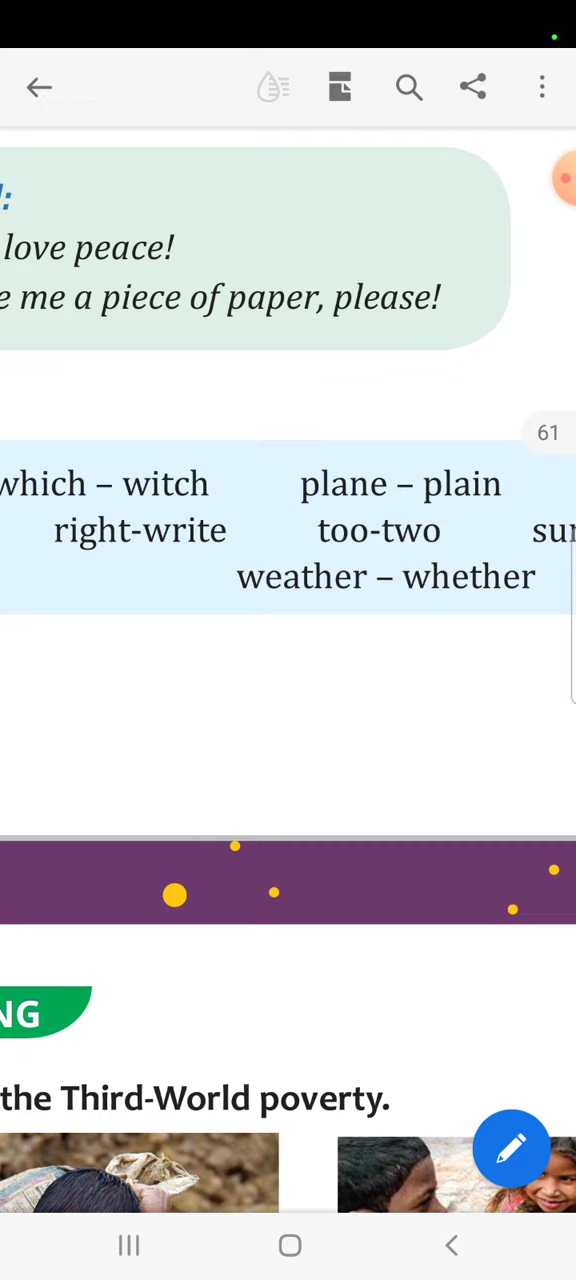 :
love peace!
e me a piece of paper, please!
61
which – witch plane – plain
right-write too-two sun
weather – whether
NG
the Third-World poverty.